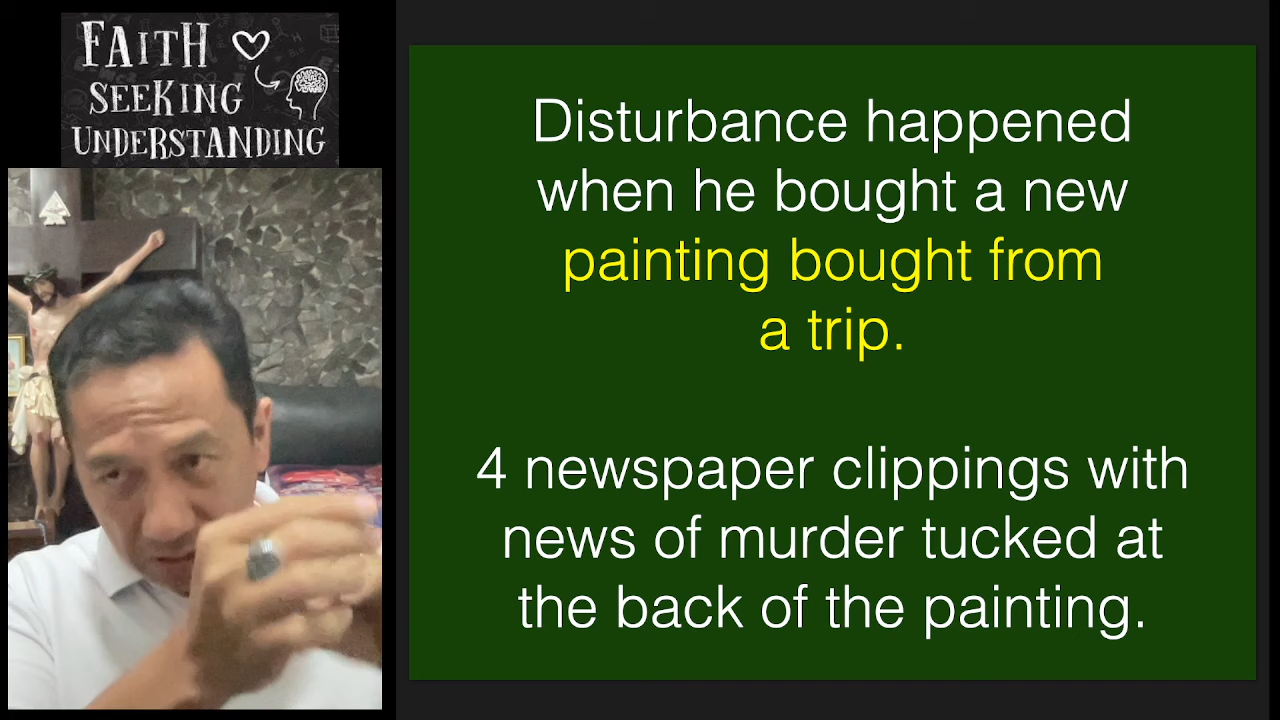 FAITH
SEEKING
UNDERSTANDING
Disturbance happened
when he bought a new
painting bought from
a trip.
4 newspaper clippings with
news of murder tucked at
the back of the painting.